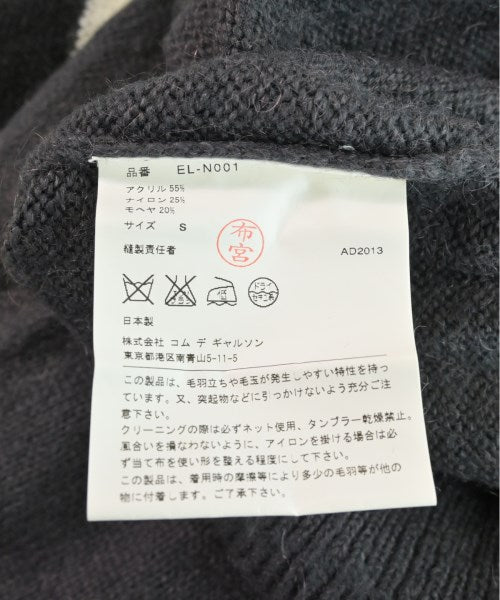 品番 EL-N001
アクリル 55%
ナイロン 25%
モヘヤ 20%
サイズ S
布宮
縫製責任者 AD2013
低
ドライ
セキユ系
日本製
株式会社 コム デ ギャルソン
東京都港区南青山5-11-5
この製品は、毛羽立ちや毛玉が発生しやすい特性を持っ
ています。又、突起物などに引っかけないよう充分ご注
意下さい。
クリーニングの際は必ずネット使用、タンブラー乾燥禁止。
風合いを損なわないように、アイロンを掛ける場合は必
ず当て布を使い形を整える程度にして下さい。
この製品は、着用時の摩擦等により多少の毛羽等が他の
物に付着します。ご了承下さい。